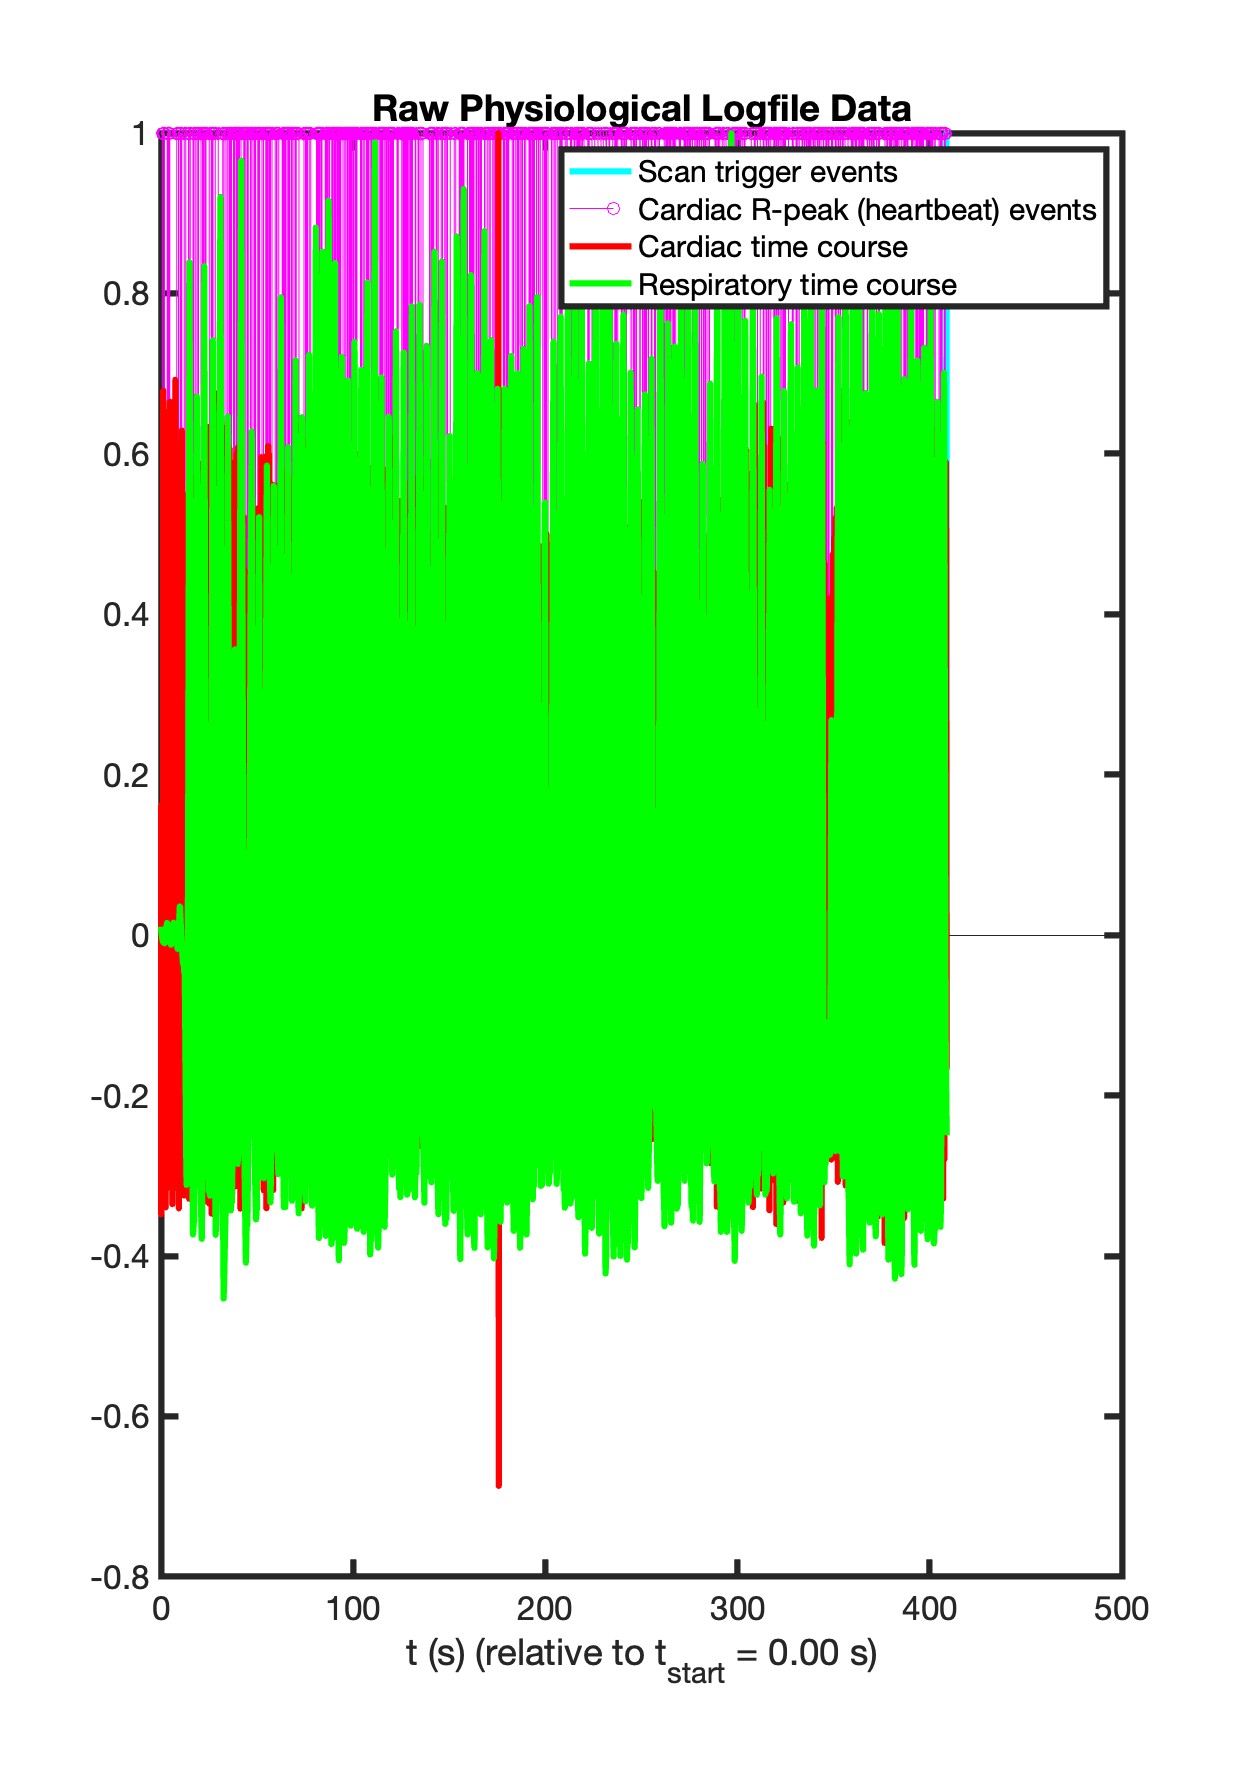 Raw Physiological Logfile Data
1
Scan trigger events
Cardiac R-peak (heartbeat) events
Cardiac time course
Respiratory time course
0.8
0.6
0.4
0.2
0
-0.2
-0.4
-0.6
-0.8
0 100 200 300 400 500
t (s) (relative to t_start = 0.00 s)